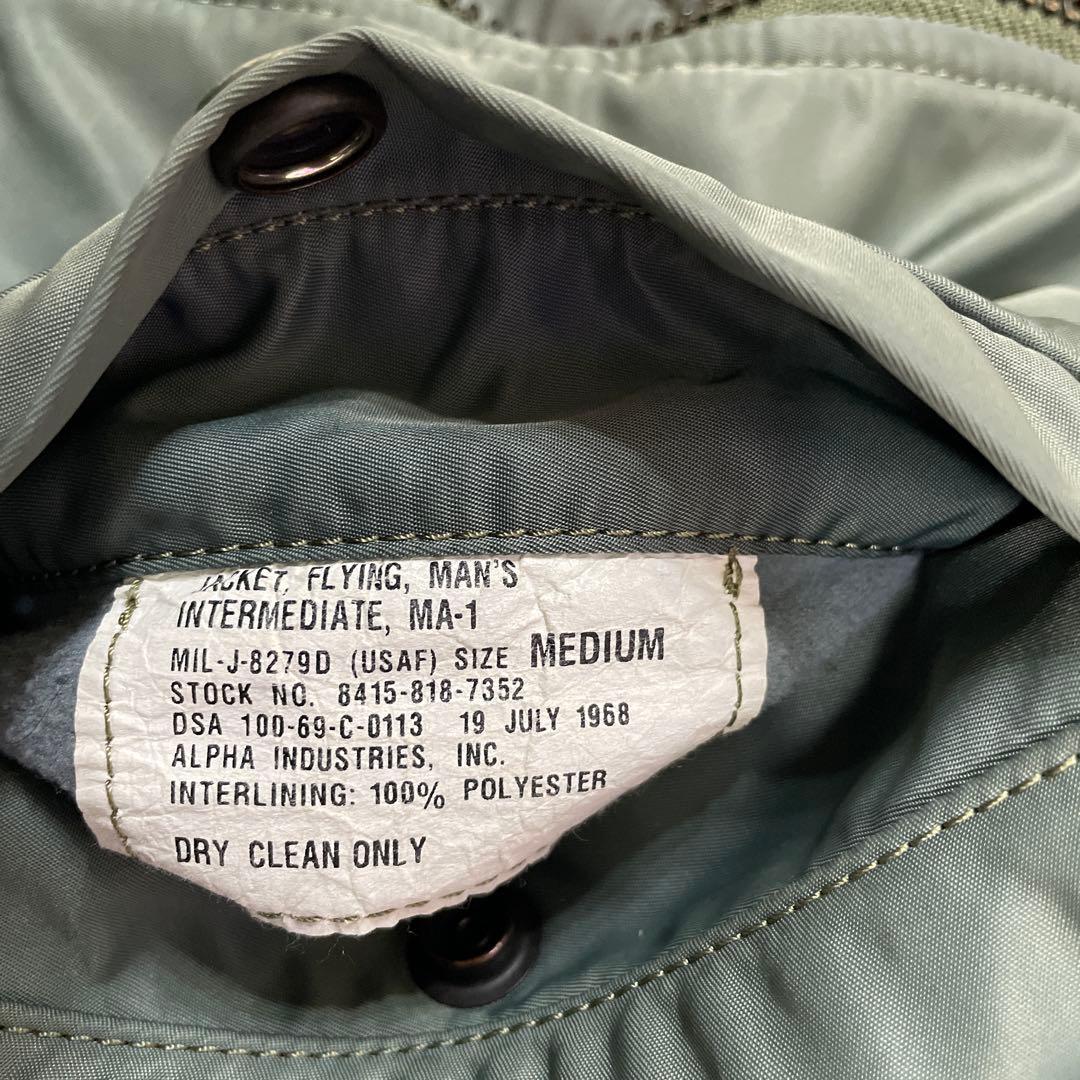 JACKET, FLYING, MAN'S
INTERMEDIATE, MA-1
MIL-J-8279D (USAF) SIZE MEDIUM
STOCK NO. 8415-818-7352
DSA 100-69-C-0113 19 JULY 1968
ALPHA INDUSTRIES, INC.
INTERLINING: 100% POLYESTER
DRY CLEAN ONLY